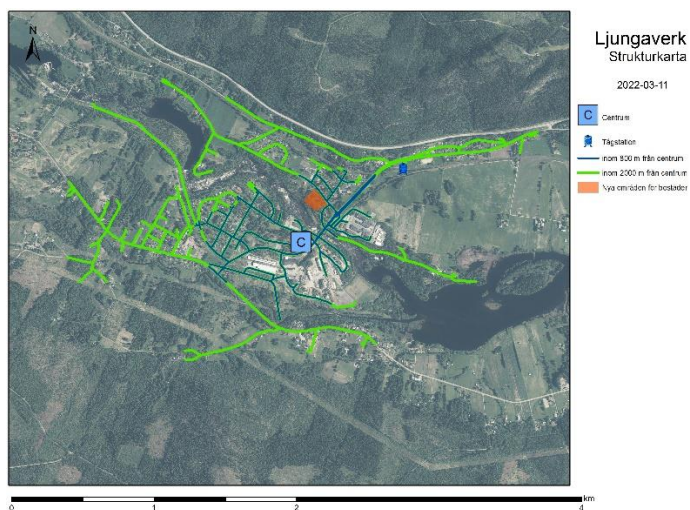 N
Ljungaverk
Strukturkarta
2022-03-11
C Centrum
Tågstation
inom 800 m från centrum
inom 2000 m från centrum
Nya områden för bostäder
C
km
0 1 2 4